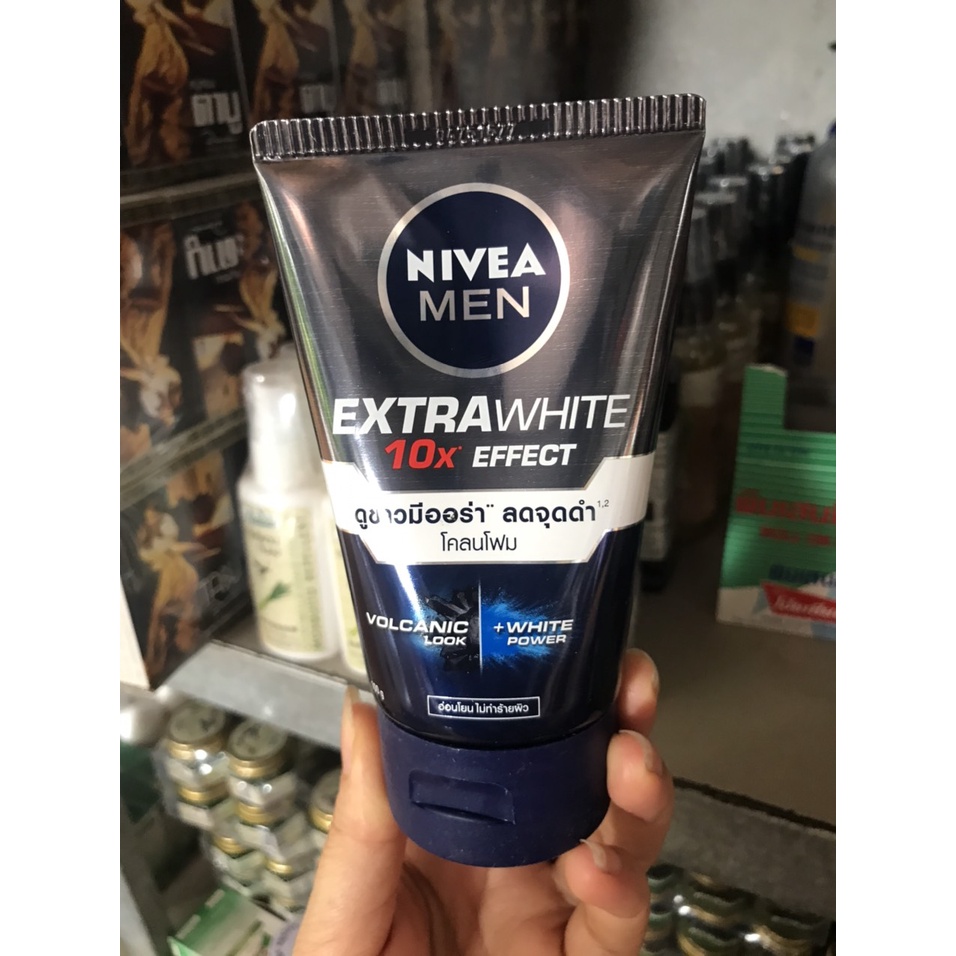 NIVEA
MEN
EXTRAWHITE
10x* EFFECT
ดูขาวมีออร่า** ลดจุดดำ1,2
โคลนโฟม
VOLCANIC
LOOK
+WHITE
POWER
อ่อนโยน ไม่ทำร้ายผิว